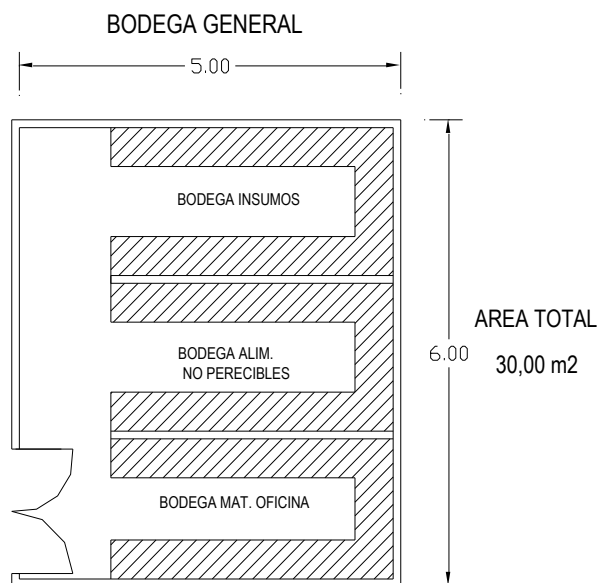 BODEGA GENERAL
5.00
BODEGA INSUMOS
AREA TOTAL
6.00
30,00 m2
BODEGA ALIM.
NO PERECIBLES
BODEGA MAT. OFICINA